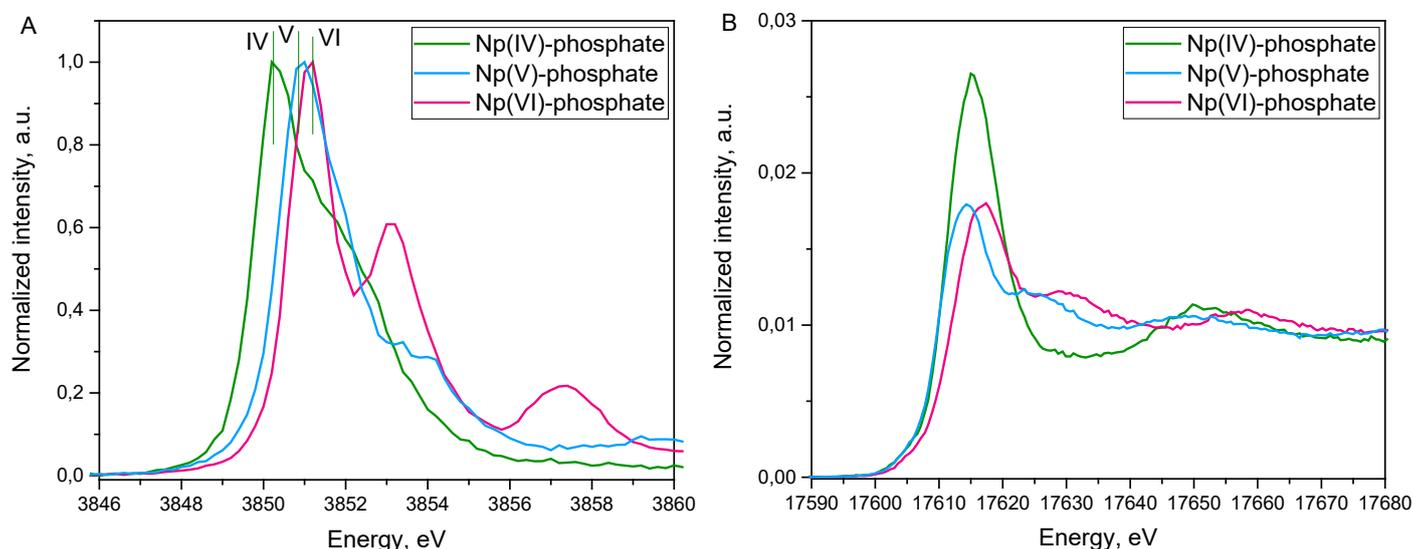 A
IV V VI
Np(IV)-phosphate
Np(V)-phosphate
Np(VI)-phosphate
Normalized intensity, a.u.
1,0
0,8
0,6
0,4
0,2
0,0
3846 3848 3850 3852 3854 3856 3858 3860
Energy, eV
B
Np(IV)-phosphate
Np(V)-phosphate
Np(VI)-phosphate
Normalized intensity, a.u.
0,03
0,02
0,01
0,00
17590 17600 17610 17620 17630 17640 17650 17660 17670 17680
Energy, eV